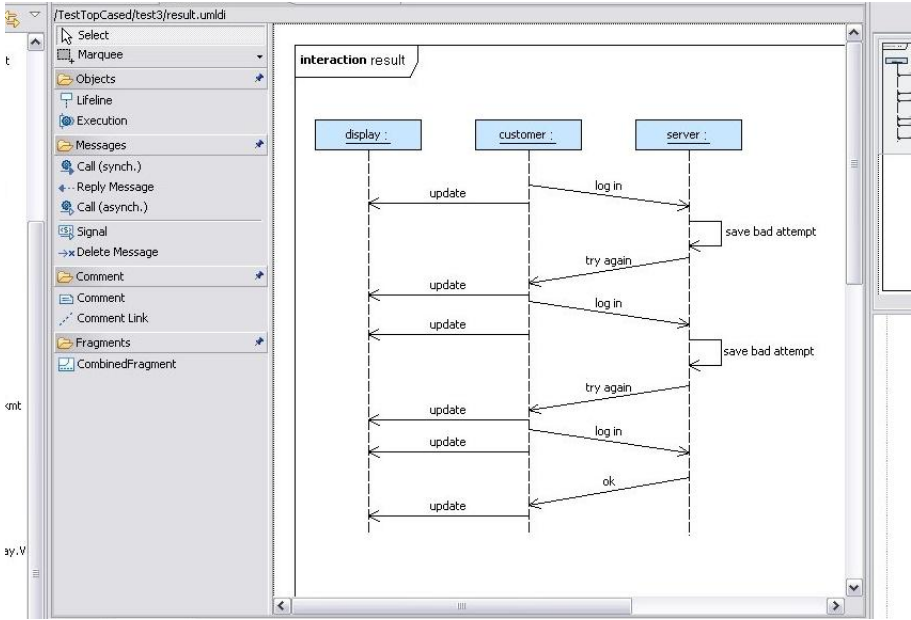 /TestTopCased/test3/result.umldi
Select
Marquee
Objects
Lifeline
Execution
Messages
Call (synch.)
Reply Message
Call (asynch.)
Signal
Delete Message
Comment
Comment
Comment Link
Fragments
CombinedFragment
interaction result
display :
customer :
server :
log in
update
save bad attempt
try again
update
log in
update
save bad attempt
try again
update
log in
update
ok
update